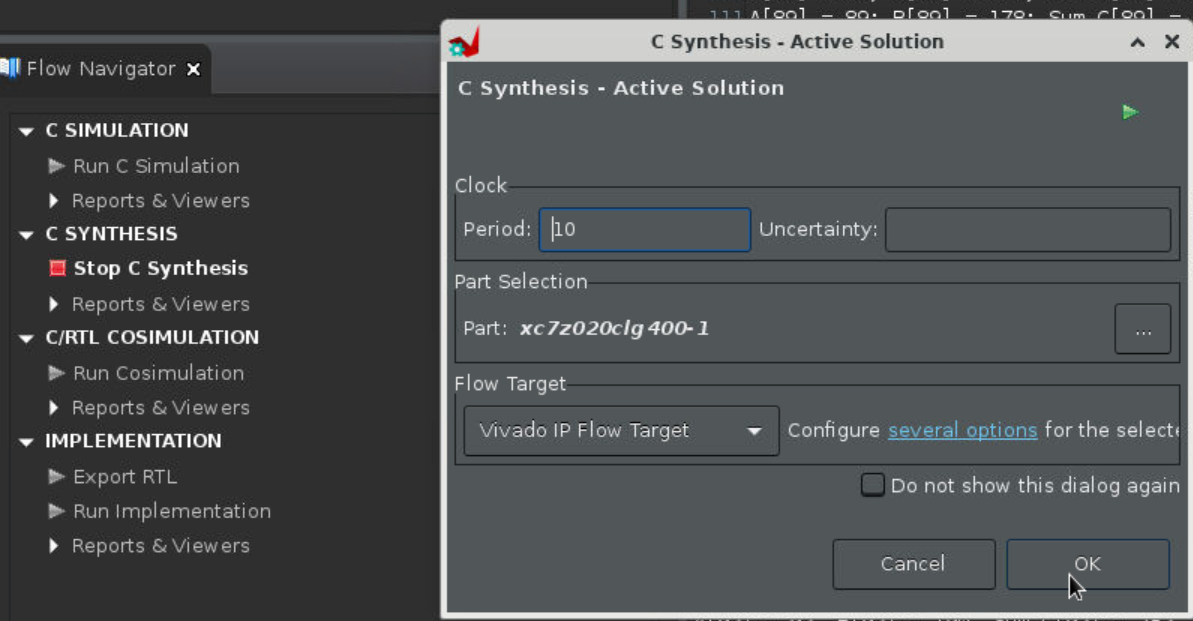 111 A[89] = 89; B[89] = 178; Sum C[89] =
C Synthesis - Active Solution
Flow Navigator
C SIMULATION
Run C Simulation
Reports & Viewers
C SYNTHESIS
Stop C Synthesis
Reports & Viewers
C/RTL COSIMULATION
Run Cosimulation
Reports & Viewers
IMPLEMENTATION
Export RTL
Run Implementation
Reports & Viewers
C Synthesis - Active Solution
Clock
Period: 10 Uncertainty:
Part Selection
Part: xc7z020clg400-1 ...
Flow Target
Vivado IP Flow Target Configure several options for the selecte
Do not show this dialog again
Cancel OK